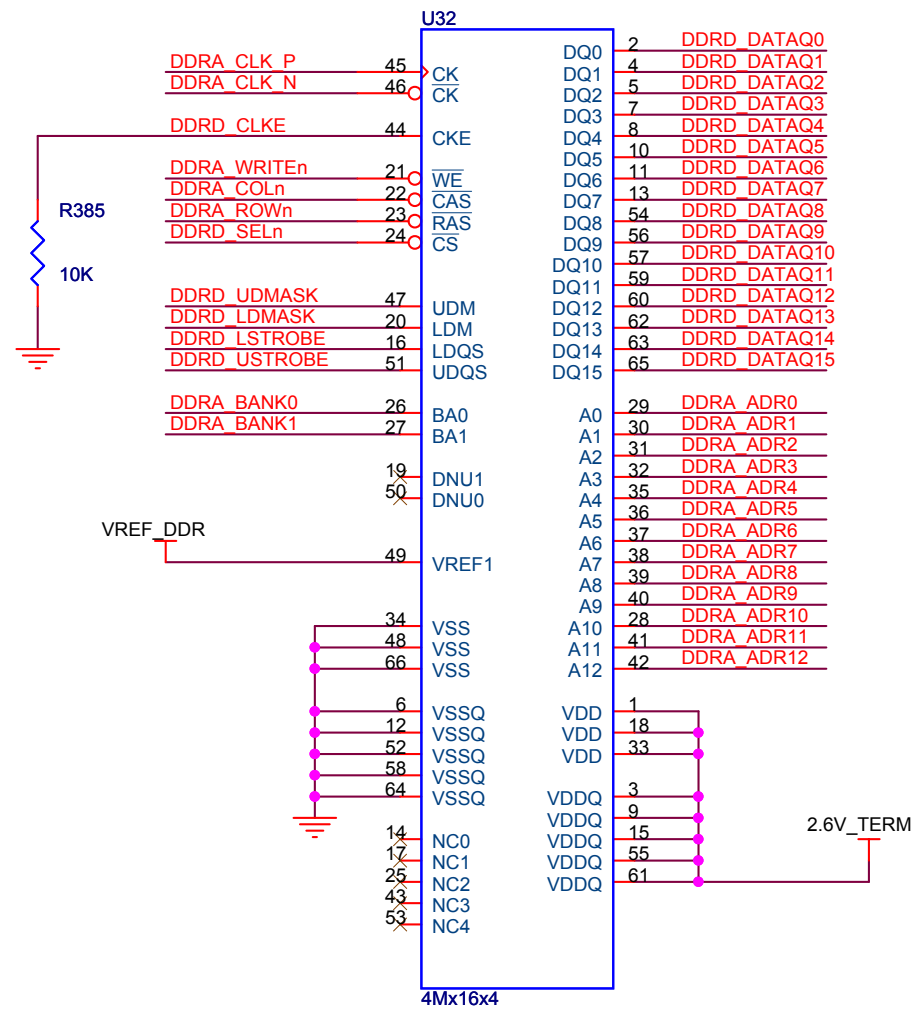 U32
DDRA_CLK_P 45 CK
DDRA_CLK_N 46 CK
DDRD_CLKE 44 CKE
DDRA_WRITEn 21 WE
DDRA_COLn 22 CAS
DDRA_ROWn 23 RAS
DDRD_SELn 24 CS
R385
10K
DDRD_UDMASK 47 UDM
DDRD_LDMASK 20 LDM
DDRD_LSTROBE 16 LDQS
DDRD_USTROBE 51 UDQS
DDRA_BANK0 26 BA0
DDRA_BANK1 27 BA1
19 DNU1
50 DNU0
VREF_DDR
49 VREF1
34 VSS
48 VSS
66 VSS
6 VSSQ
12 VSSQ
52 VSSQ
58 VSSQ
64 VSSQ
14 NC0
17 NC1
25 NC2
43 NC3
53 NC4
DQ0 2 DDRD_DATAQ0
DQ1 4 DDRD_DATAQ1
DQ2 5 DDRD_DATAQ2
DQ3 7 DDRD_DATAQ3
DQ4 8 DDRD_DATAQ4
DQ5 10 DDRD_DATAQ5
DQ6 11 DDRD_DATAQ6
DQ7 13 DDRD_DATAQ7
DQ8 54 DDRD_DATAQ8
DQ9 56 DDRD_DATAQ9
DQ10 57 DDRD_DATAQ10
DQ11 59 DDRD_DATAQ11
DQ12 60 DDRD_DATAQ12
DQ13 62 DDRD_DATAQ13
DQ14 63 DDRD_DATAQ14
DQ15 65 DDRD_DATAQ15
A0 29 DDRA_ADR0
A1 30 DDRA_ADR1
A2 31 DDRA_ADR2
A3 32 DDRA_ADR3
A4 35 DDRA_ADR4
A5 36 DDRA_ADR5
A6 37 DDRA_ADR6
A7 38 DDRA_ADR7
A8 39 DDRA_ADR8
A9 40 DDRA_ADR9
A10 28 DDRA_ADR10
A11 41 DDRA_ADR11
A12 42 DDRA_ADR12
VDD 1
VDD 18
VDD 33
VDDQ 3
VDDQ 9
VDDQ 15
VDDQ 55
VDDQ 61
2.6V_TERM
4Mx16x4